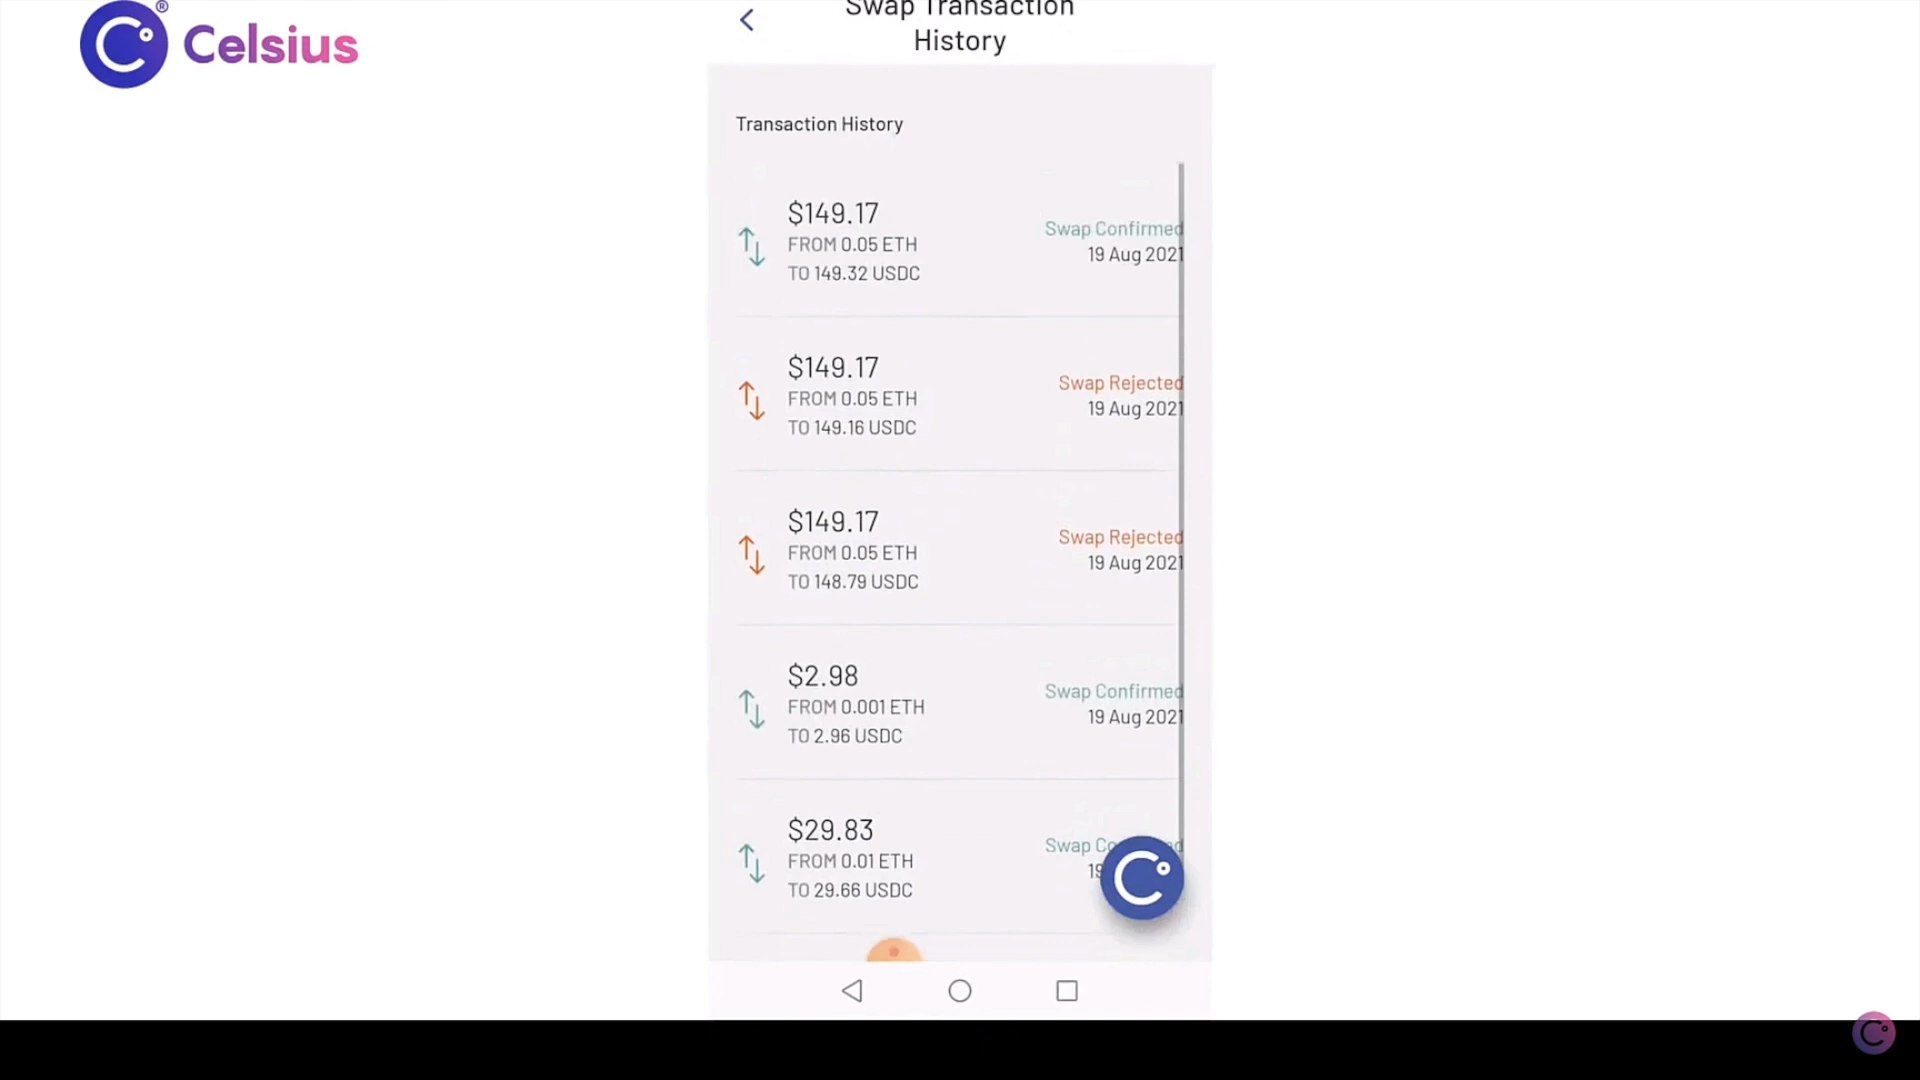 Celsius®
Swap Transaction
History
Transaction History
$149.17
FROM 0.05 ETH
TO 149.32 USDC
Swap Confirmed
19 Aug 2021
$149.17
FROM 0.05 ETH
TO 149.16 USDC
Swap Rejected
19 Aug 2021
$149.17
FROM 0.05 ETH
TO 148.79 USDC
Swap Rejected
19 Aug 2021
$2.98
FROM 0.001 ETH
TO 2.96 USDC
Swap Confirmed
19 Aug 2021
$29.83
FROM 0.01 ETH
TO 29.66 USDC
Swap
19